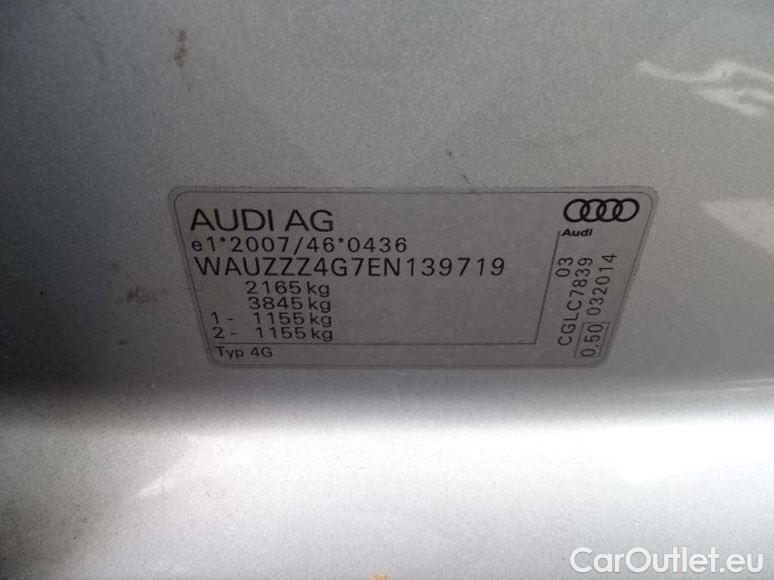 AUDI AG
Audi
e1*2007/46*0436
WAUZZZ4G7EN139719
2165 kg
3845 kg
1 - 1155 kg
2 - 1155 kg
Typ 4G
CGLC7839 03
0,50 032014
CarOutlet.eu